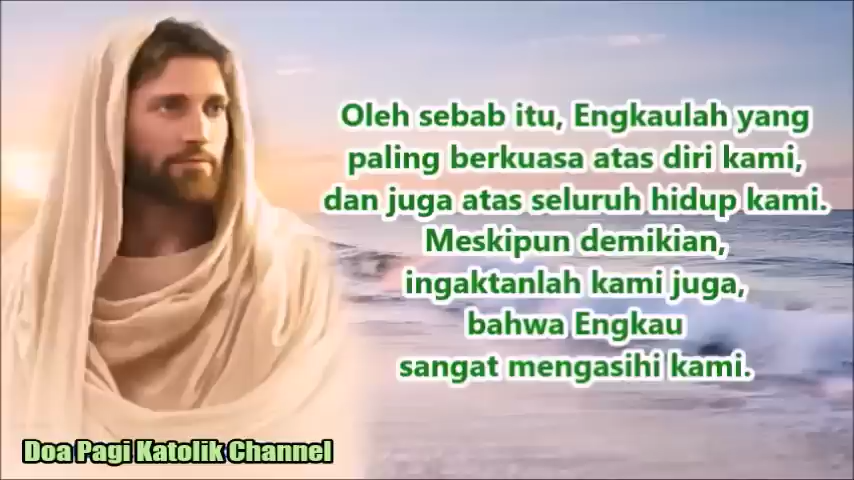 Oleh sebab itu, Engkaulah yang
paling berkuasa atas diri kami,
dan juga atas seluruh hidup kami.
Meskipun demikian,
ingaktanlah kami juga,
bahwa Engkau
sangat mengasihi kami.
Doa Pagi Katolik Channel